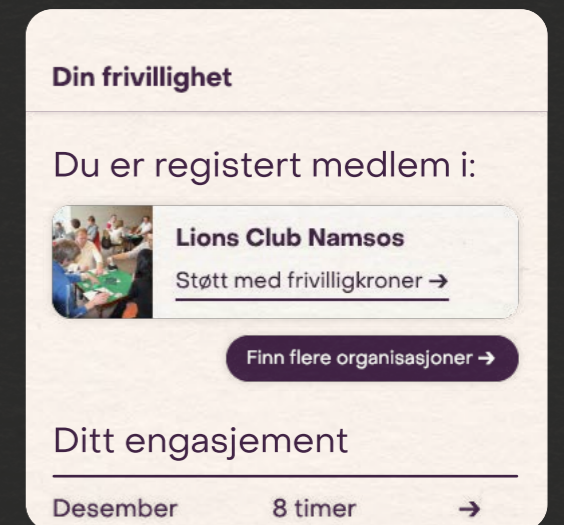 Din frivillighet
Du er registert medlem i:
Lions Club Namsos
Støtt med frivilligkroner →
Finn flere organisasjoner →
Ditt engasjement
Desember 8 timer →